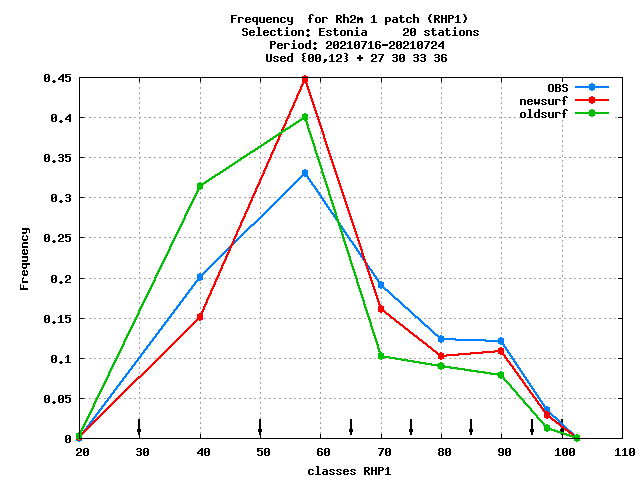 Frequency  for Rh2m 1 patch (RHP1)
Selection: Estonia     20 stations
Period: 20210716-20210724
Used {00,12} + 27 30 33 36
OBS
newsurf
oldsurf
0.45
0.4
0.35
0.3
0.25
0.2
0.15
0.1
0.05
0
Frequency
20 30 40 50 60 70 80 90 100 110
classes RHP1